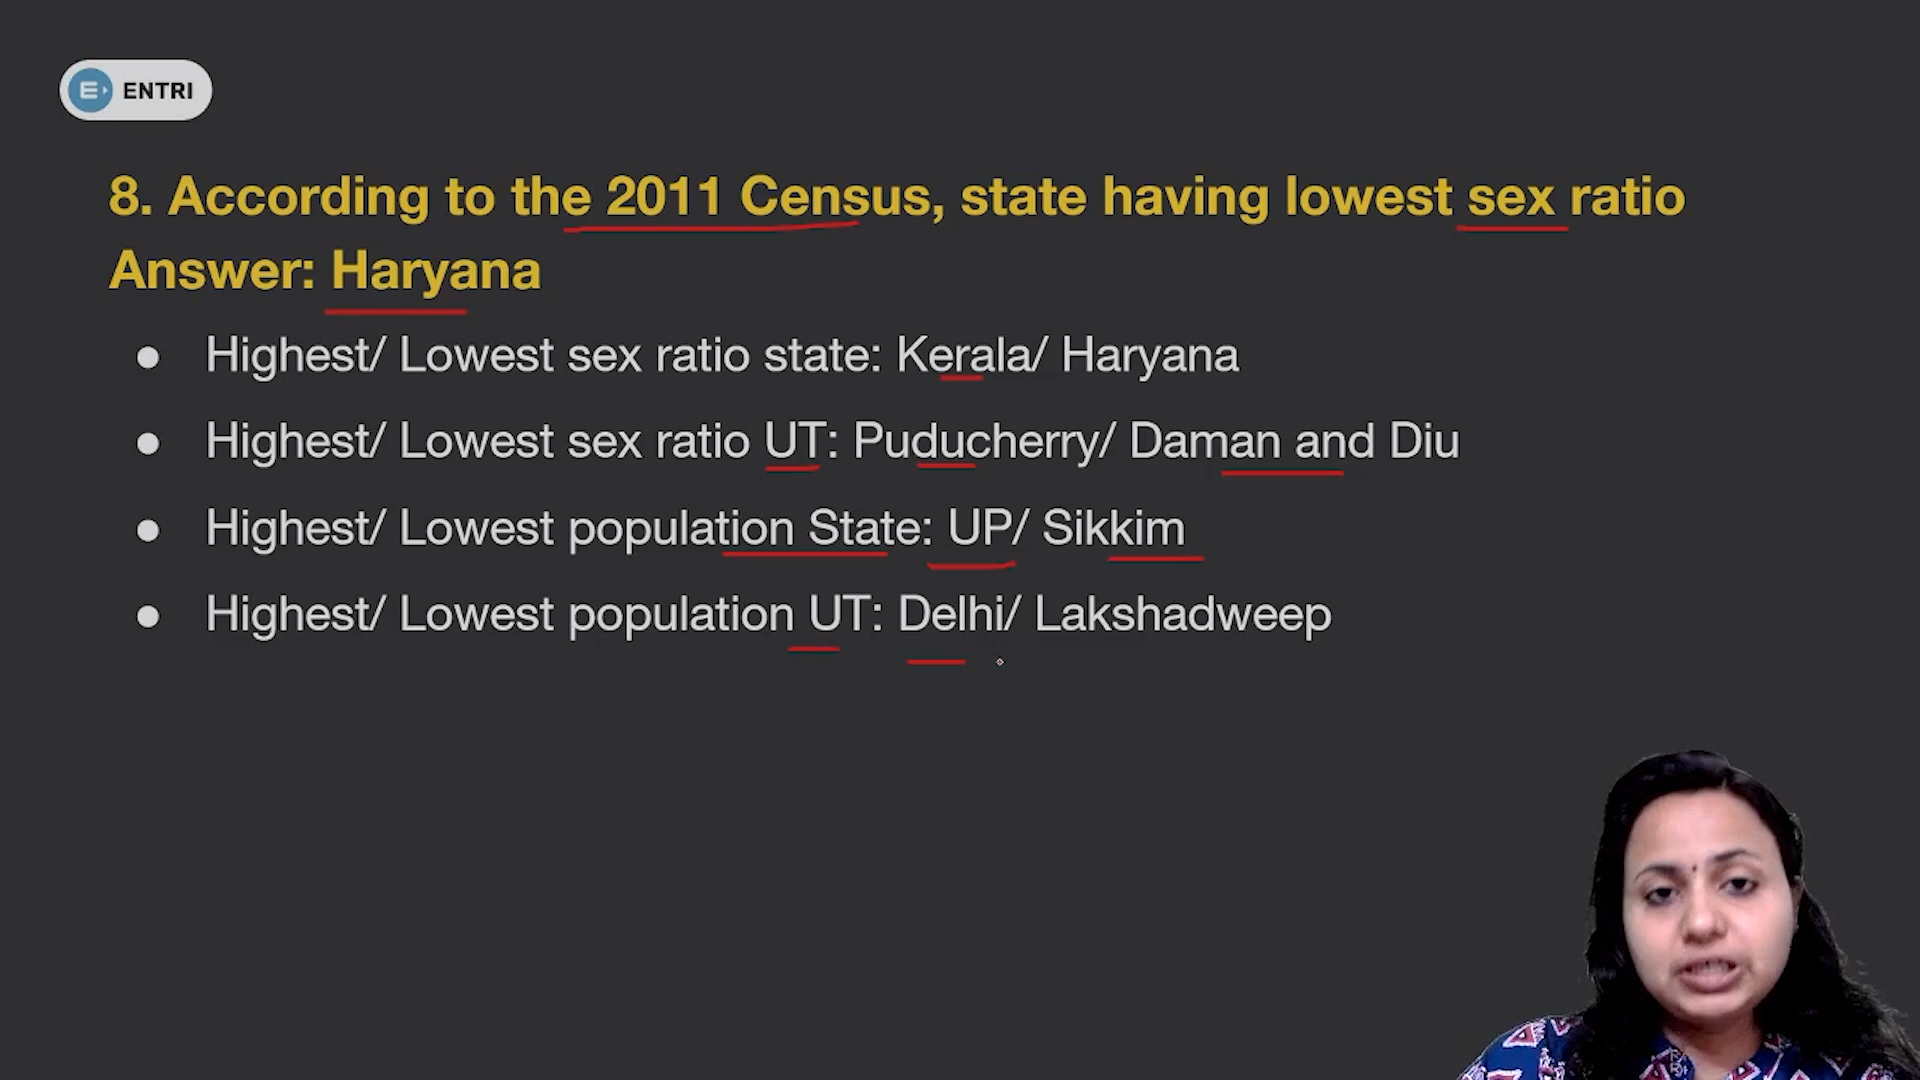 ENTRI
8. According to the 2011 Census, state having lowest sex ratio
Answer: Haryana
● Highest/ Lowest sex ratio state: Kerala/ Haryana
● Highest/ Lowest sex ratio UT: Puducherry/ Daman and Diu
● Highest/ Lowest population State: UP/ Sikkim
● Highest/ Lowest population UT: Delhi/ Lakshadweep